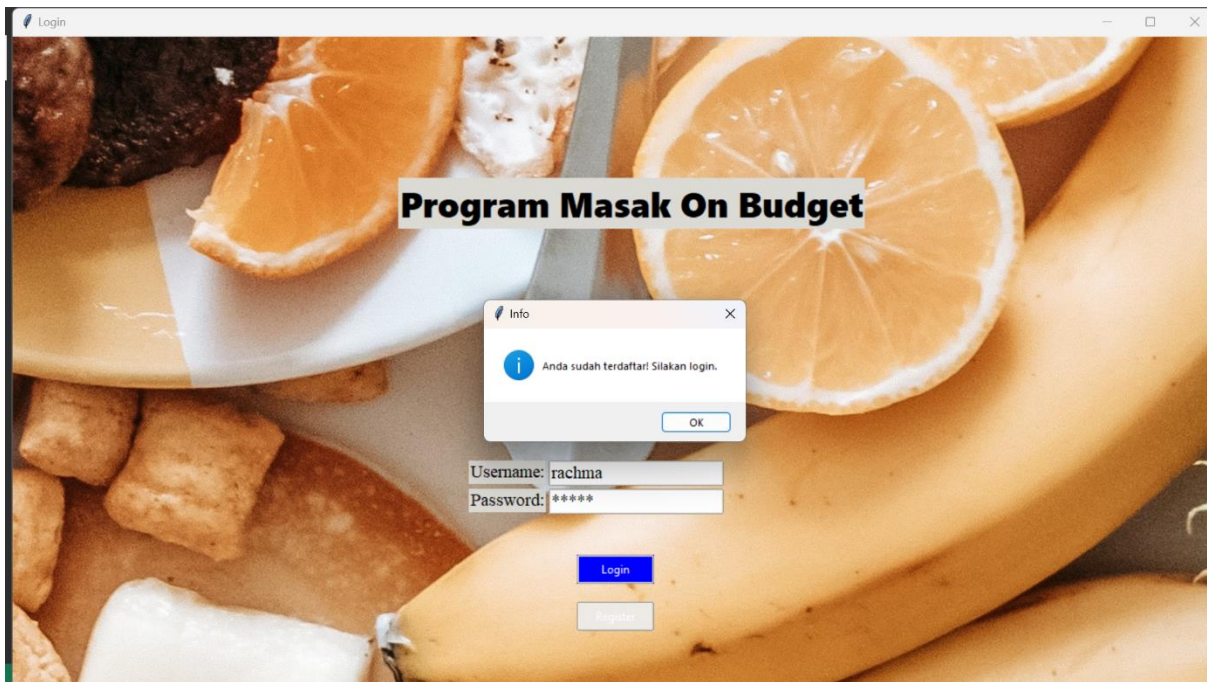 Login
Program Masak On Budget
Info
Anda sudah terdaftar! Silakan login.
OK
Username: rachma
Password: *****
Login
Register